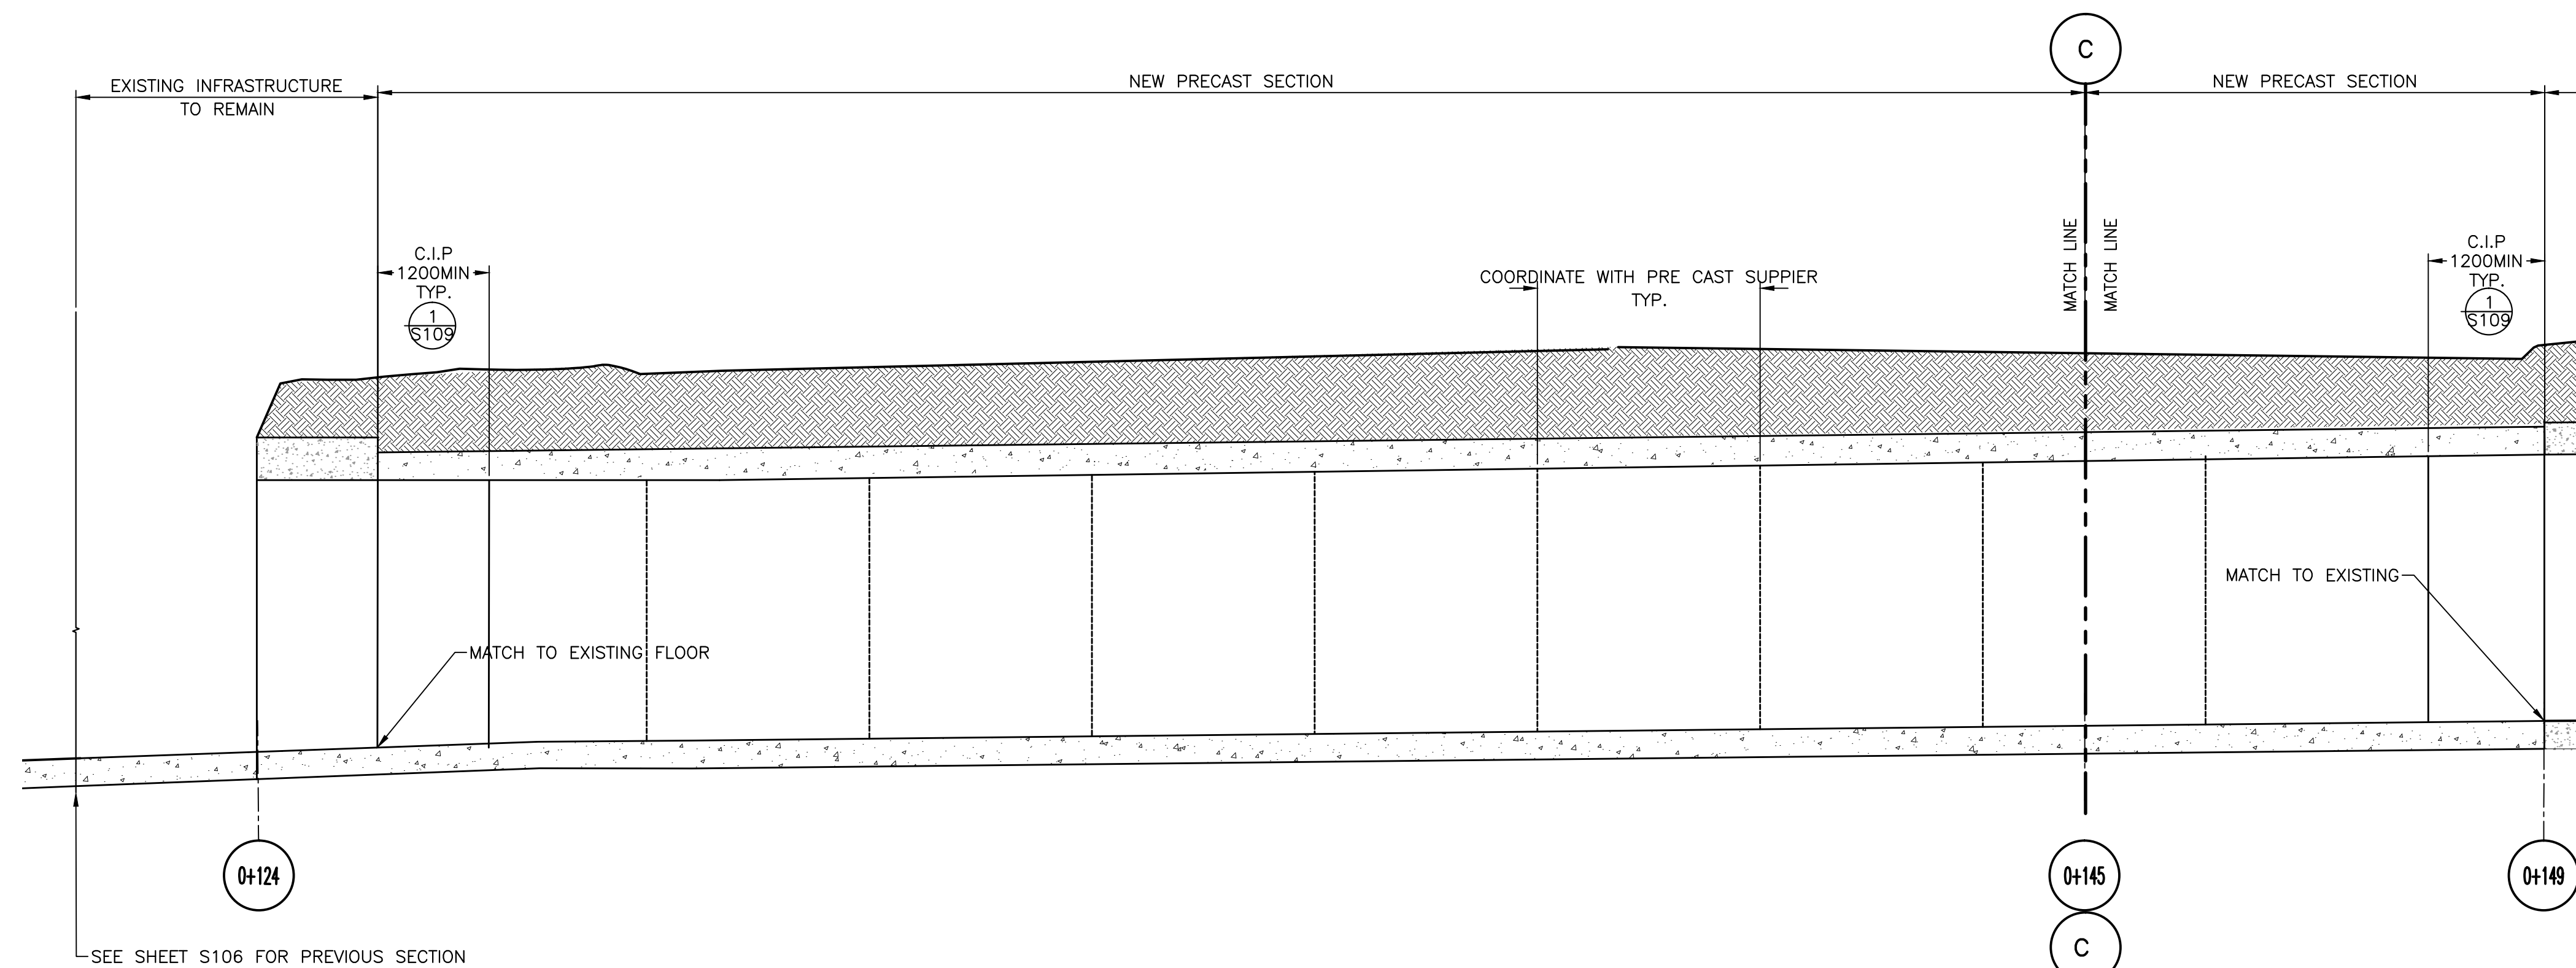 C
EXISTING INFRASTRUCTURE
TO REMAIN
NEW PRECAST SECTION
NEW PRECAST SECTION
C.I.P
1200MIN
TYP.
1
S109
COORDINATE WITH PRE CAST SUPPIER
TYP.
MATCH LINE
MATCH LINE
C.I.P
1200MIN
TYP.
1
S109
MATCH TO EXISTING FLOOR
MATCH TO EXISTING
0+124
0+145
0+149
C
SEE SHEET S106 FOR PREVIOUS SECTION